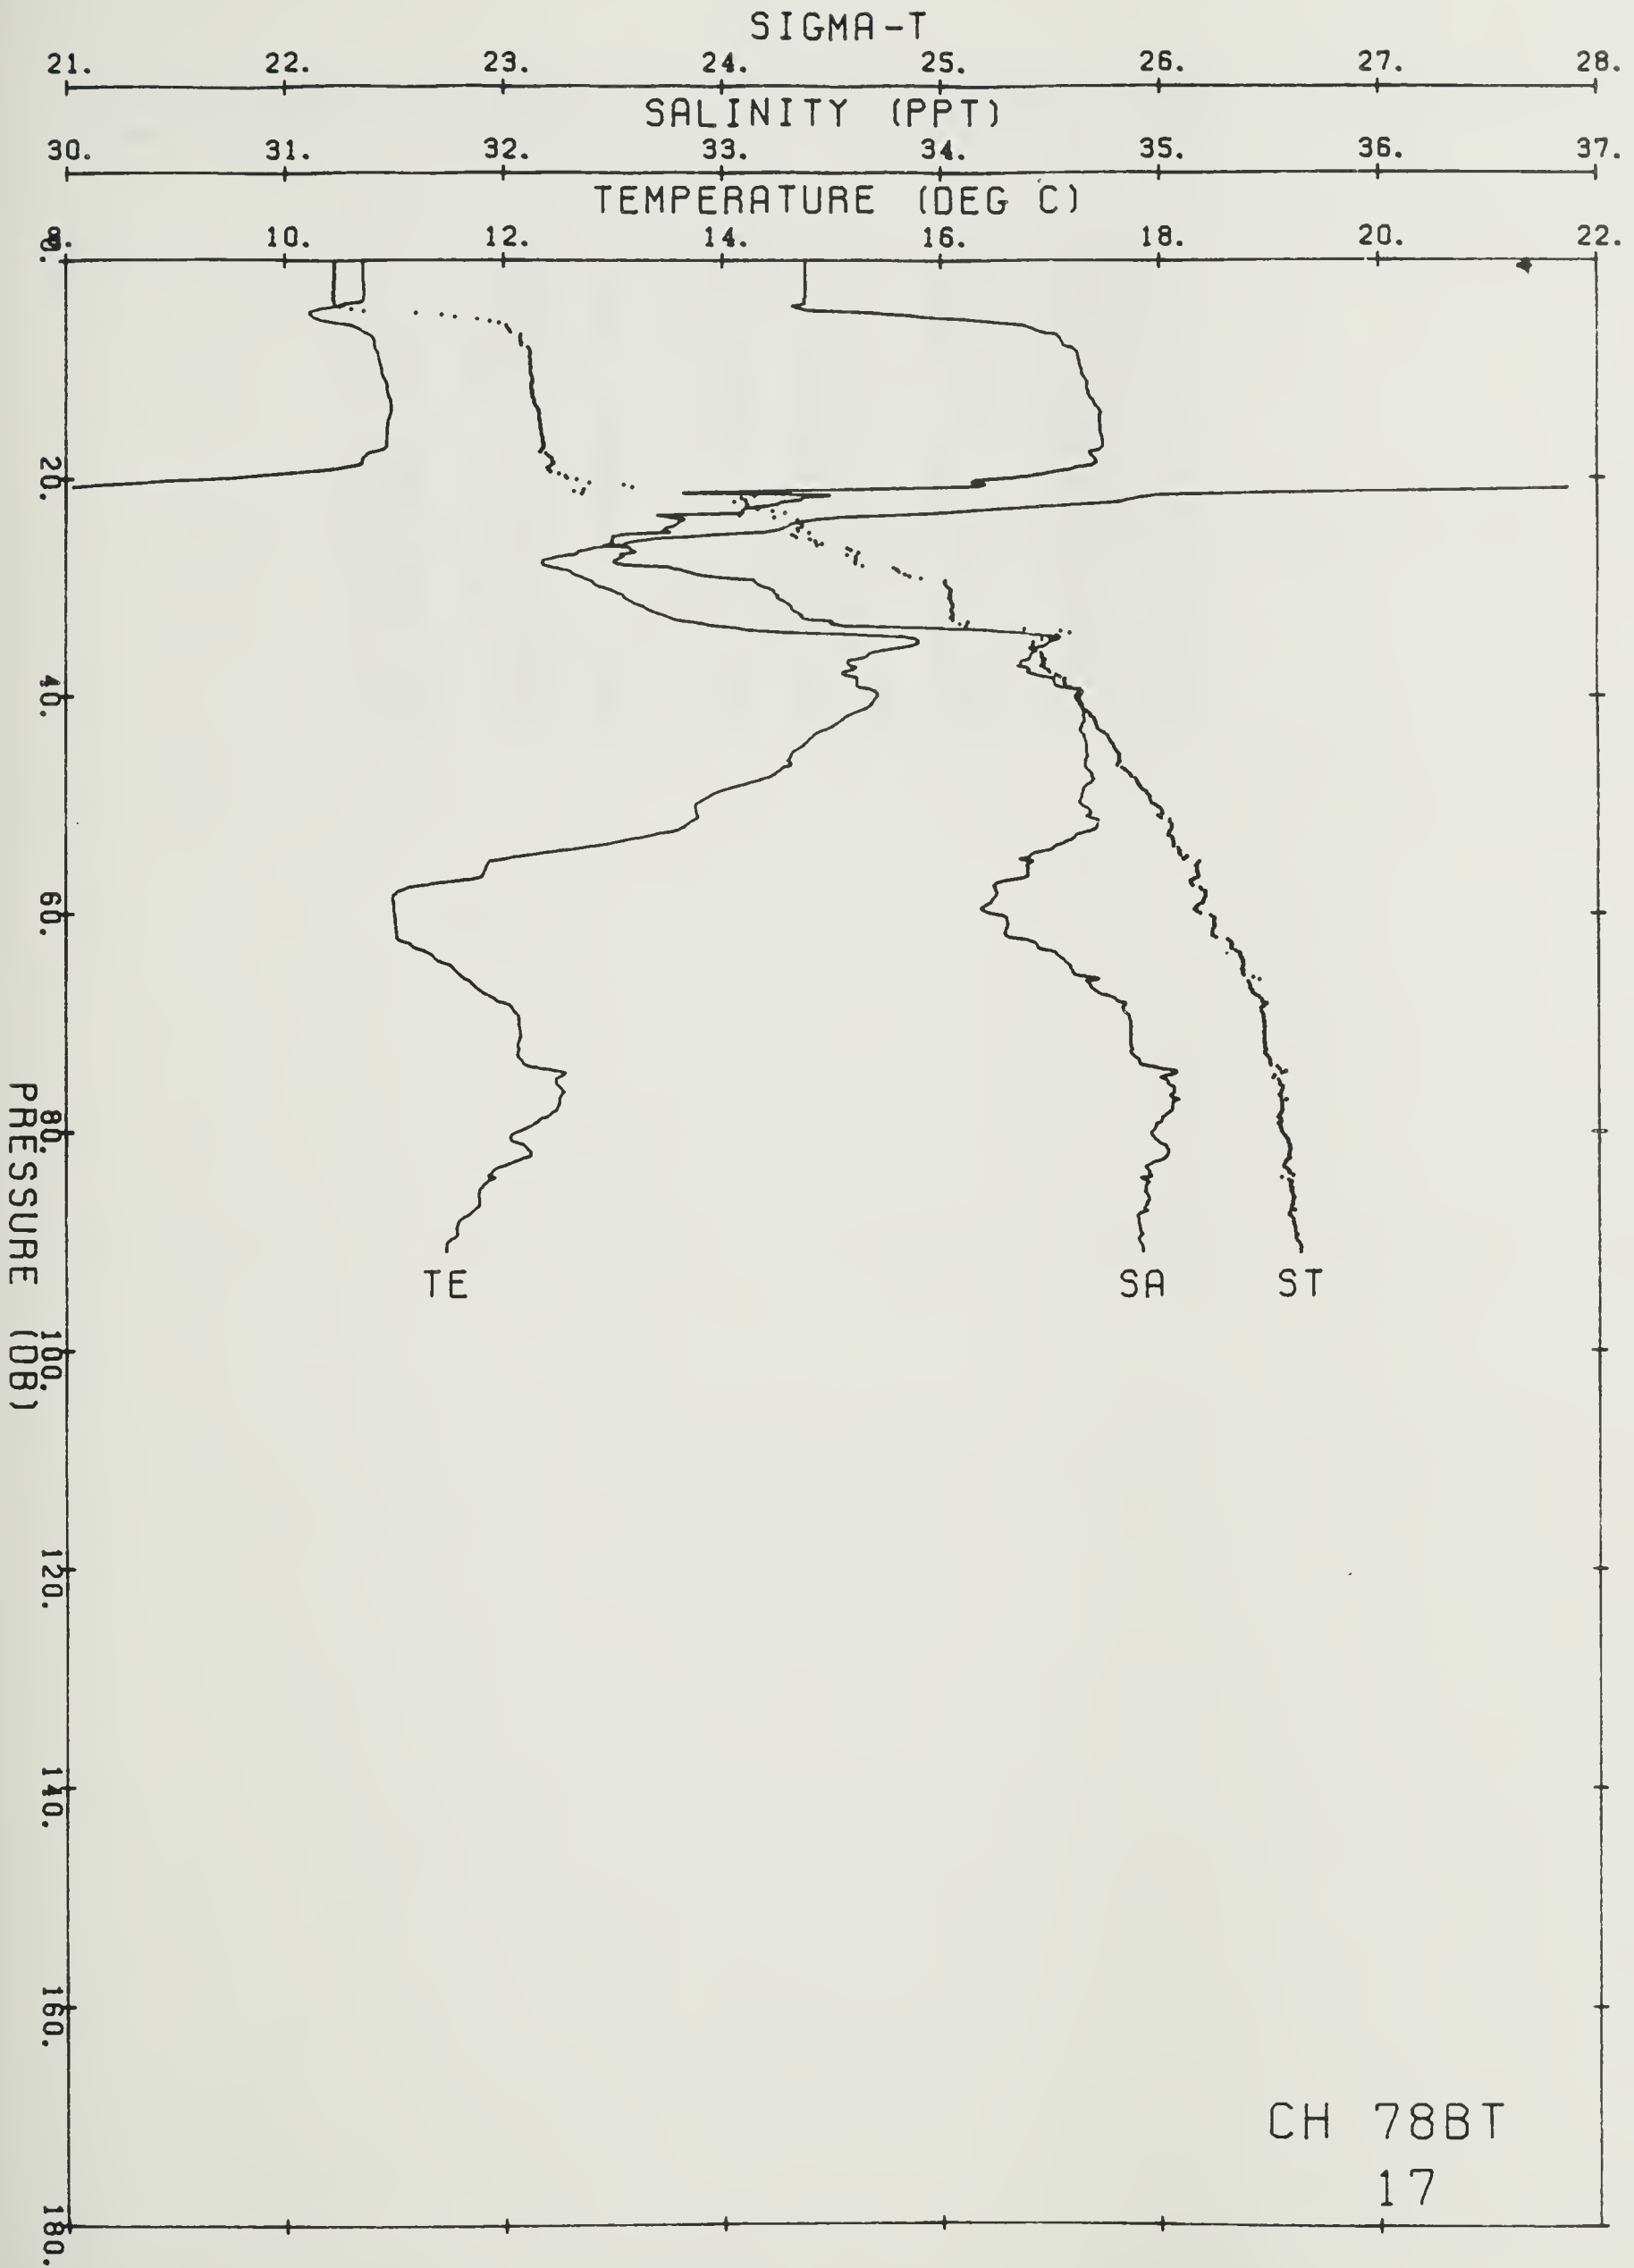 SIGMA-T
21. 22. 23. 24. 25. 26. 27. 28.
SALINITY (PPT)
30. 31. 32. 33. 34. 35. 36. 37.
TEMPERATURE (DEG C)
8. 10. 12. 14. 16. 18. 20. 22.
0.
20.
40.
60.
80.
100.
120.
140.
160.
180.
PRESSURE (DB)
TE SA ST
CH 78BT
17